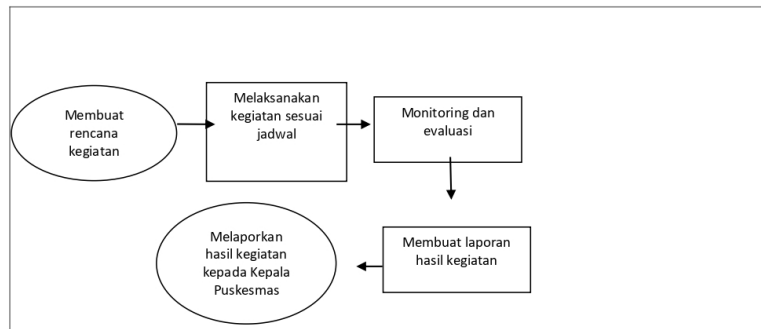 Membuat
rencana
kegiatan
Melaksanakan
kegiatan sesuai
jadwal
Monitoring dan
evaluasi
Membuat laporan
hasil kegiatan
Melaporkan
hasil kegiatan
kepada Kepala
Puskesmas